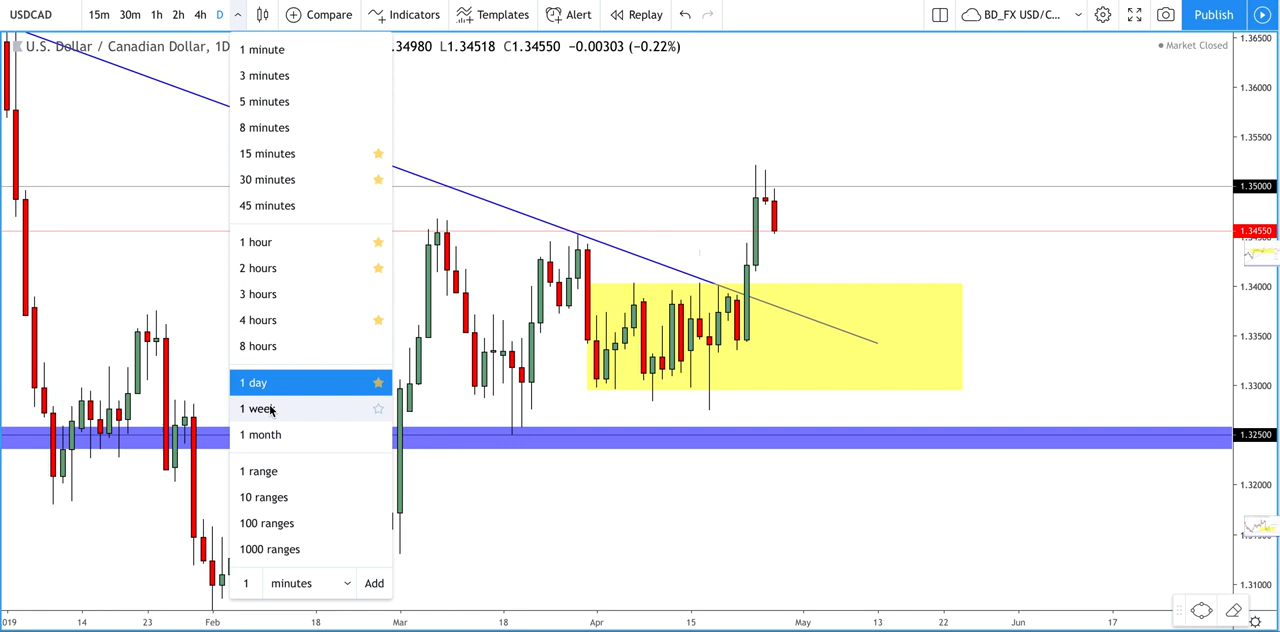 USDCAD 15m 30m 1h 2h 4h D Compare Indicators Templates Alert Replay BD_FX USD/C... Publish
U.S. Dollar / Canadian Dollar, 1D .34980 L1.34518 C1.34550 −0.00303 (−0.22%)
Market Closed
1 minute
3 minutes
5 minutes
8 minutes
15 minutes
30 minutes
45 minutes
1 hour
2 hours
3 hours
4 hours
8 hours
1 day
1 week
1 month
1 range
10 ranges
100 ranges
1000 ranges
1 minutes Add
1.36500
1.36000
1.35500
1.35000
1.34550
1.34000
1.33500
1.33000
1.32500
1.32000
1.31000
019 14 23 Feb 18 Mar 18 Apr 15 May 13 22 Jun 17